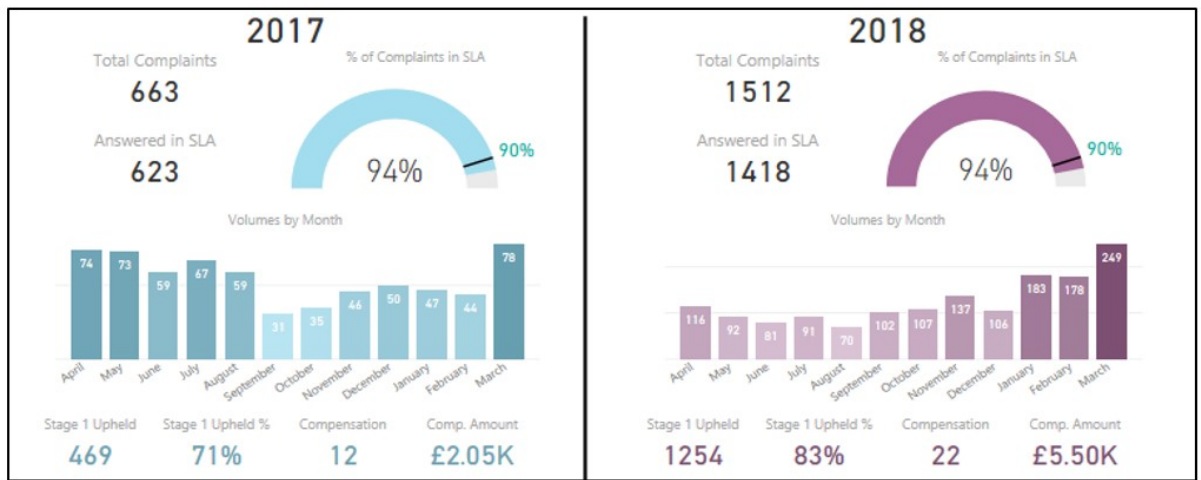 2017
Total Complaints
663
% of Complaints in SLA
Answered in SLA
623
94%
90%
Volumes by Month
74 73 59 67 59 31 35 46 50 47 44 78
April May June July August September October November December January February March
Stage 1 Upheld Stage 1 Upheld % Compensation Comp. Amount
469 71% 12 £2.05K
2018
Total Complaints
1512
% of Complaints in SLA
Answered in SLA
1418
94%
90%
Volumes by Month
116 92 81 91 70 102 107 137 106 183 178 249
April May June July August September October November December January February March
Stage 1 Upheld Stage 1 Upheld % Compensation Comp. Amount
1254 83% 22 £5.50K